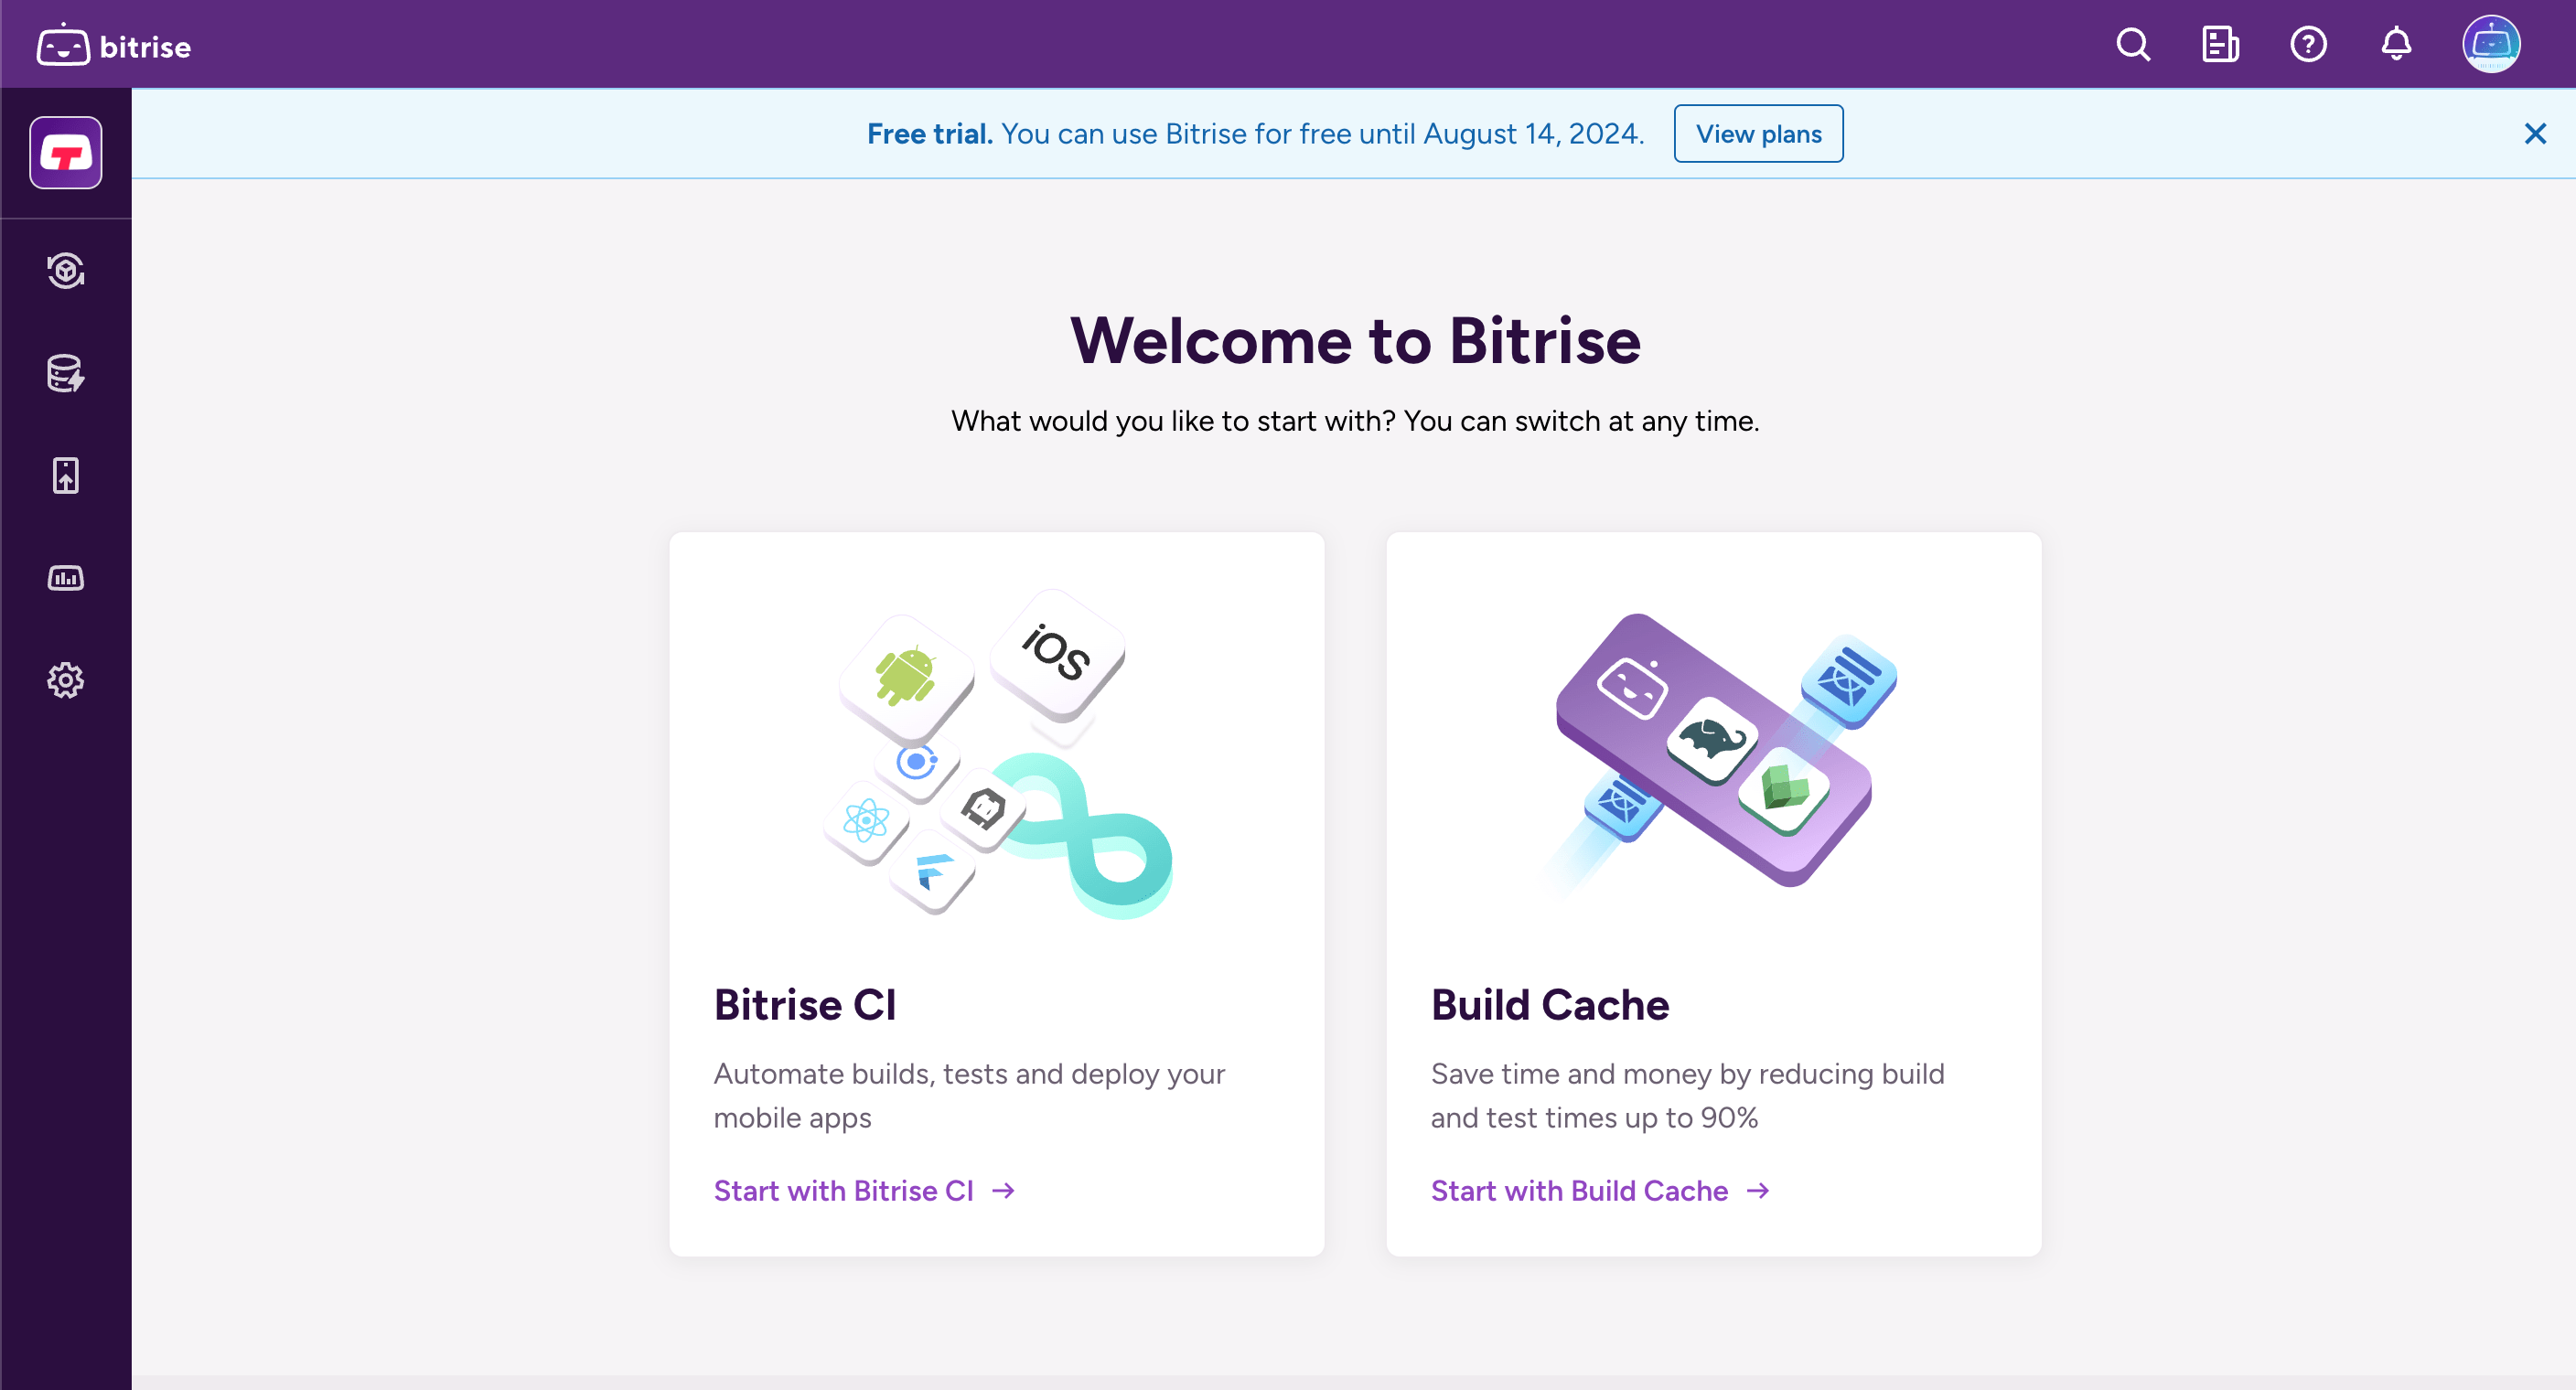 bitrise
Free trial. You can use Bitrise for free until August 14, 2024.
View plans
Welcome to Bitrise
What would you like to start with? You can switch at any time.
iOS
Bitrise CI
Automate builds, tests and deploy your
mobile apps
Start with Bitrise CI →
Build Cache
Save time and money by reducing build
and test times up to 90%
Start with Build Cache →